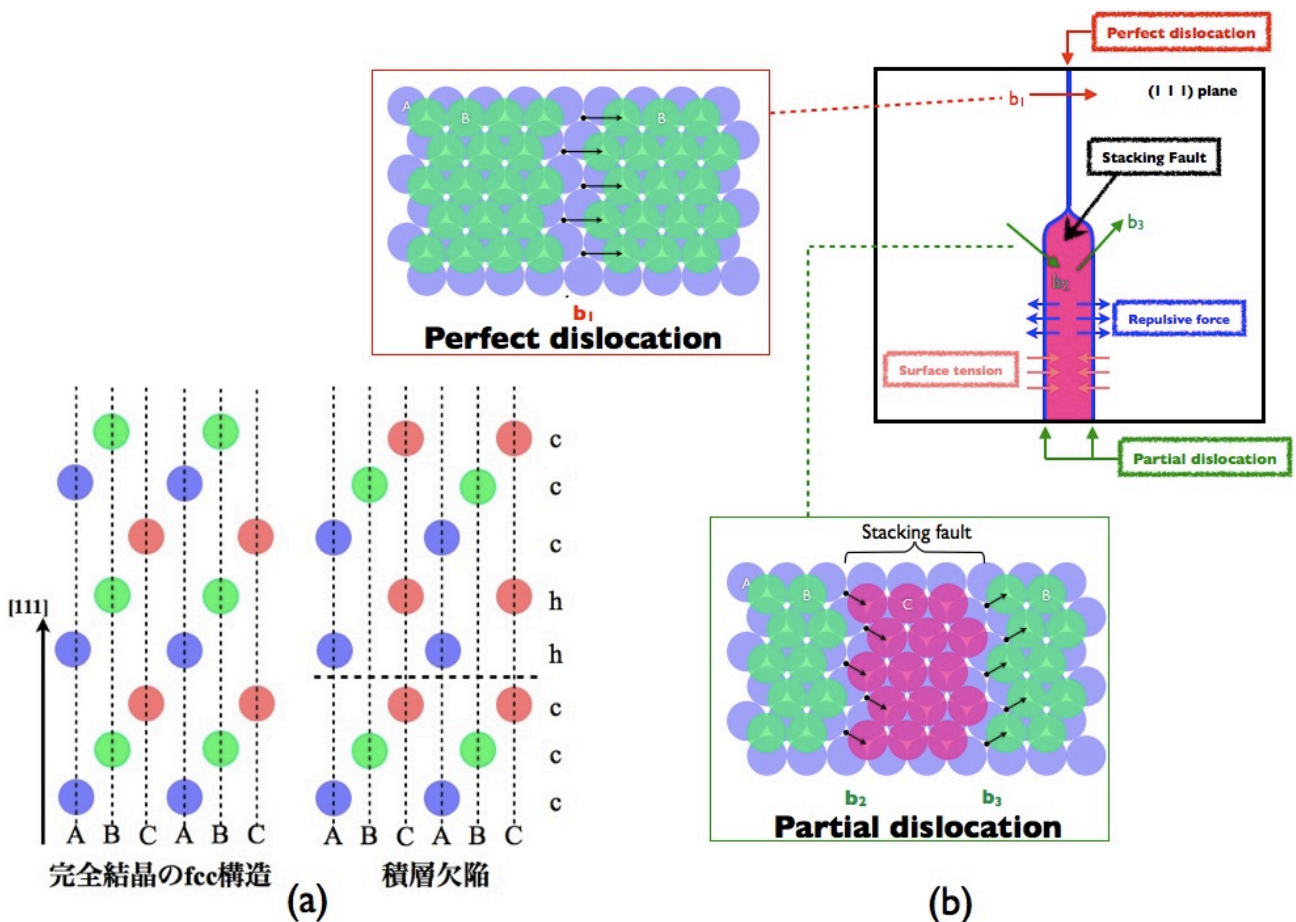 Perfect dislocation
b1
(1 1 1) plane
Stacking Fault
b3
b2
Repulsive force
Surface tension
Partial dislocation
A
B
B
b1
Perfect dislocation
c
c
c
h
h
c
c
c
[111]
A B C A B C
A B C A B C
完全結晶のfcc構造
積層欠陥
(a)
Stacking fault
A
B
C
B
b2
b3
Partial dislocation
(b)